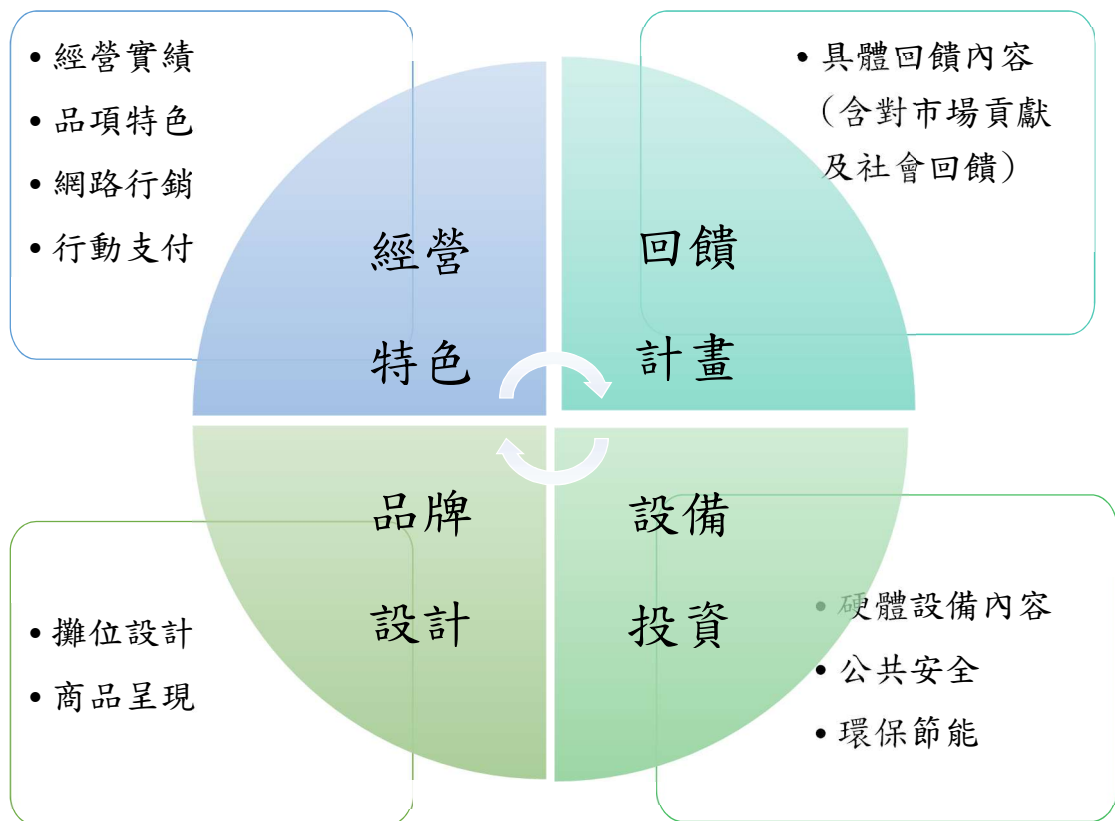 • 經營實績
• 品項特色
• 網路行銷
• 行動支付
經營
特色
• 具體回饋內容
（含對市場貢獻
及社會回饋）
回饋
計畫
品牌
設計
• 攤位設計
• 商品呈現
設備
投資
• 硬體設備內容
• 公共安全
• 環保節能